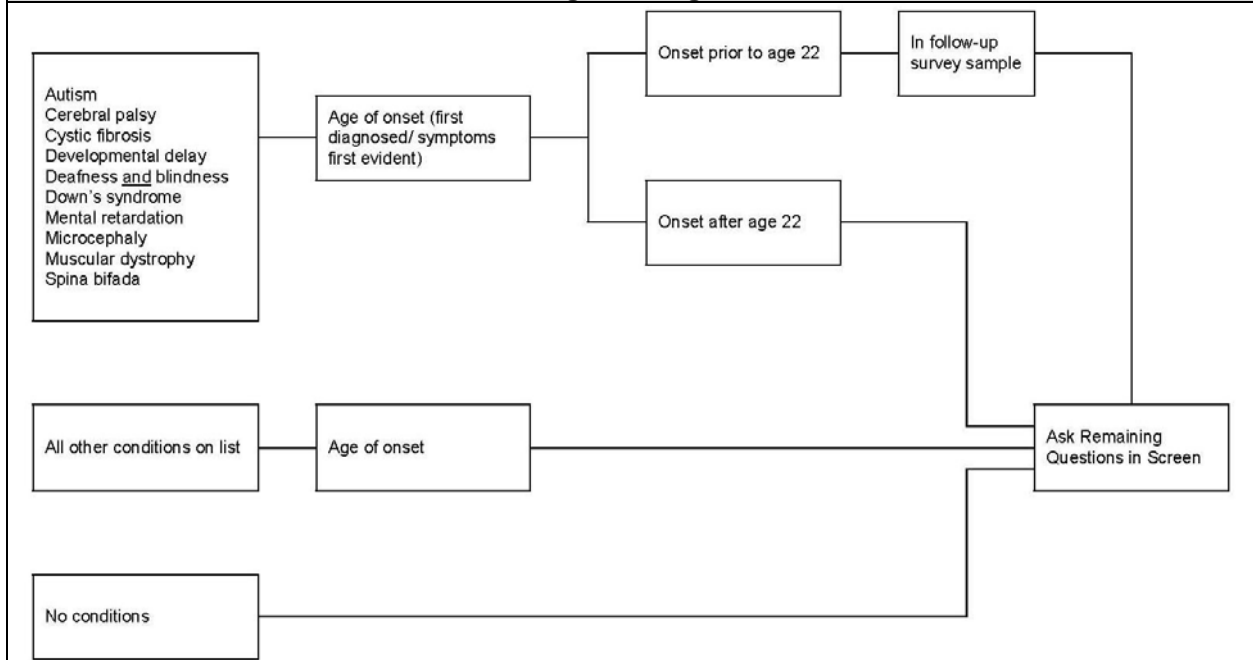 Autism
Cerebral palsy
Cystic fibrosis
Developmental delay
Deafness and blindness
Down's syndrome
Mental retardation
Microcephaly
Muscular dystrophy
Spina bifada
Age of onset (first
diagnosed/ symptoms
first evident)
Onset prior to age 22
In follow-up
survey sample
Onset after age 22
All other conditions on list
Age of onset
Ask Remaining
Questions in Screen
No conditions